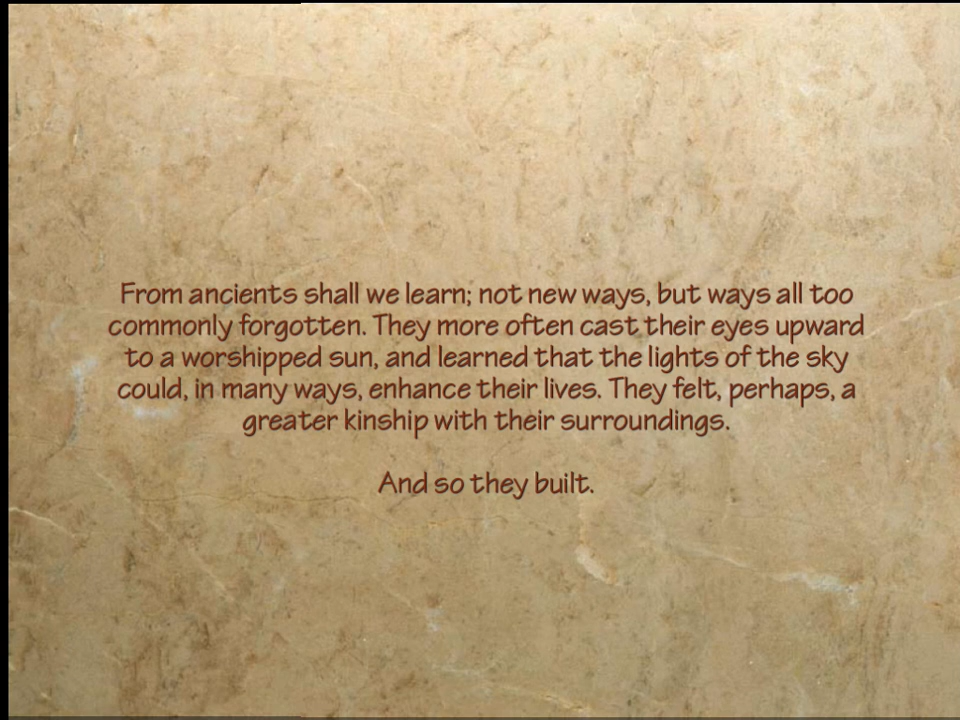 From ancients shall we learn; not new ways, but ways all too
commonly forgotten. They more often cast their eyes upward
to a worshipped sun, and learned that the lights of the sky
could, in many ways, enhance their lives. They felt, perhaps, a
greater kinship with their surroundings.
And so they built.